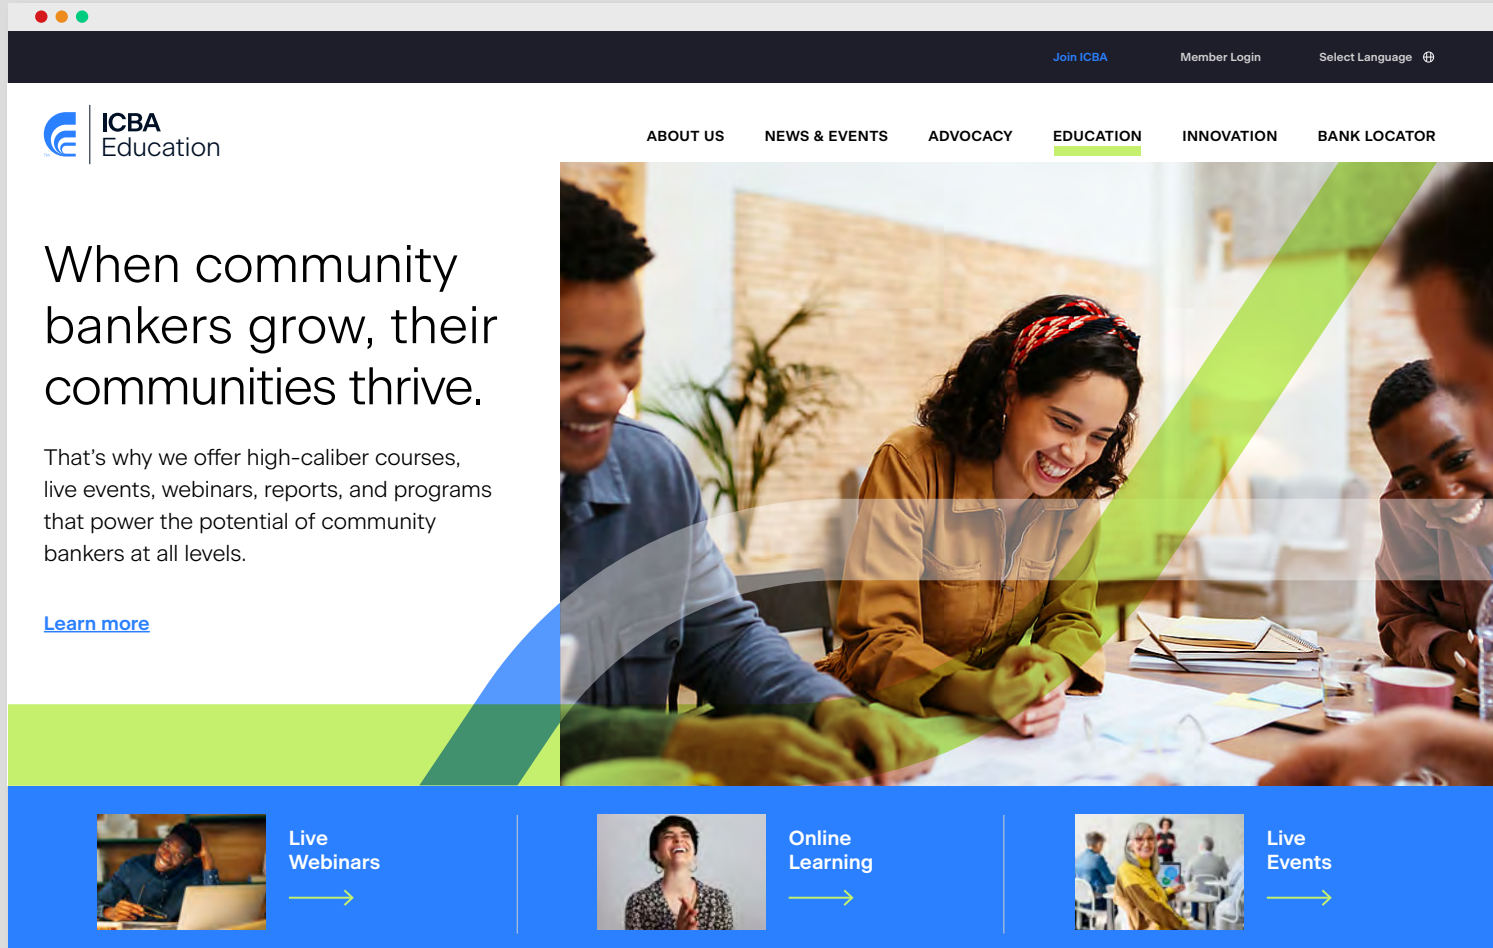 Join ICBA
Member Login
Select Language
ICBA
Education
ABOUT US
NEWS & EVENTS
ADVOCACY
EDUCATION
INNOVATION
BANK LOCATOR
When community
bankers grow, their
communities thrive.
That's why we offer high-caliber courses,
live events, webinars, reports, and programs
that power the potential of community
bankers at all levels.
Learn more
Live
Webinars
Online
Learning
Live
Events